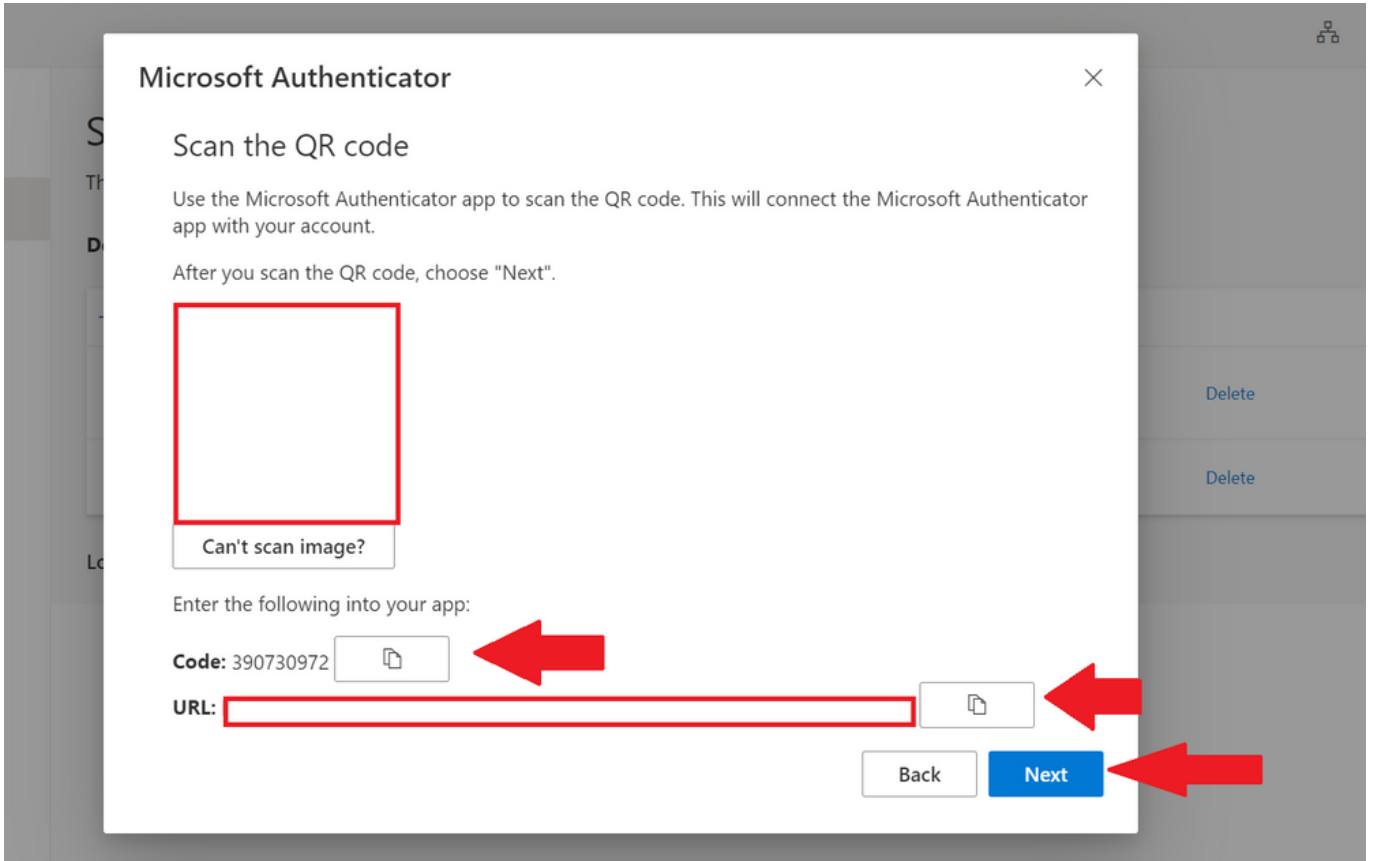 Microsoft Authenticator
Scan the QR code
Use the Microsoft Authenticator app to scan the QR code. This will connect the Microsoft Authenticator
app with your account.
After you scan the QR code, choose "Next".
Delete
Delete
Can't scan image?
Enter the following into your app:
Code: 390730972
URL:
Back Next